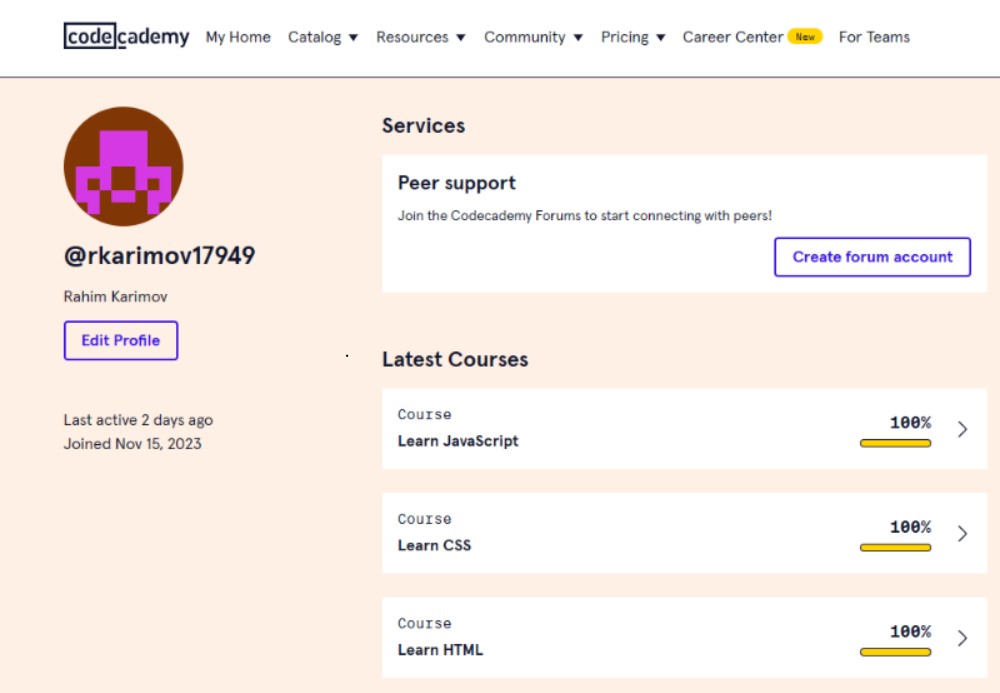 codecademy My Home Catalog Resources Community Pricing Career Center New For Teams
@rkarimov17949
Rahim Karimov
Edit Profile
Last active 2 days ago
Joined Nov 15, 2023
Services
Peer support
Join the Codecademy Forums to start connecting with peers!
Create forum account
Latest Courses
Course
Learn JavaScript
100%
Course
Learn CSS
100%
Course
Learn HTML
100%